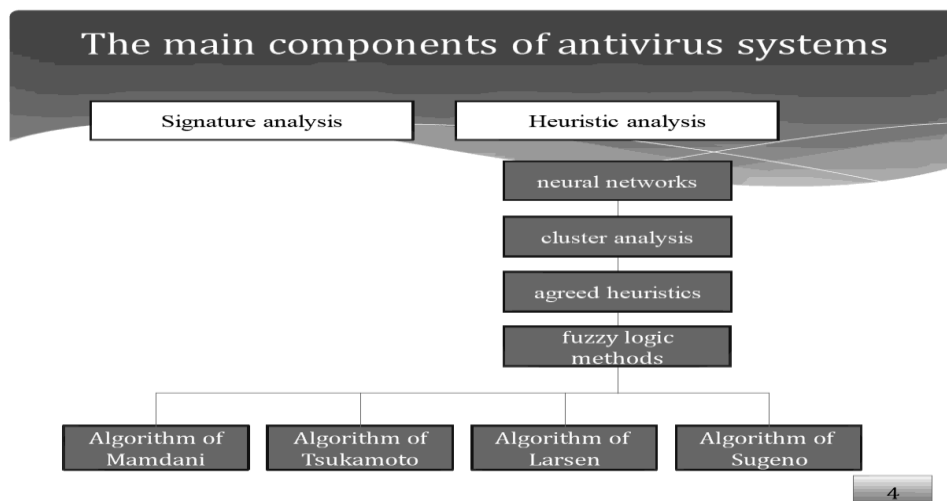 The main components of antivirus systems
Signature analysis
Heuristic analysis
neural networks
cluster analysis
agreed heuristics
fuzzy logic
methods
Algorithm of
Mamdani
Algorithm of
Tsukamoto
Algorithm of
Larsen
Algorithm of
Sugeno
4